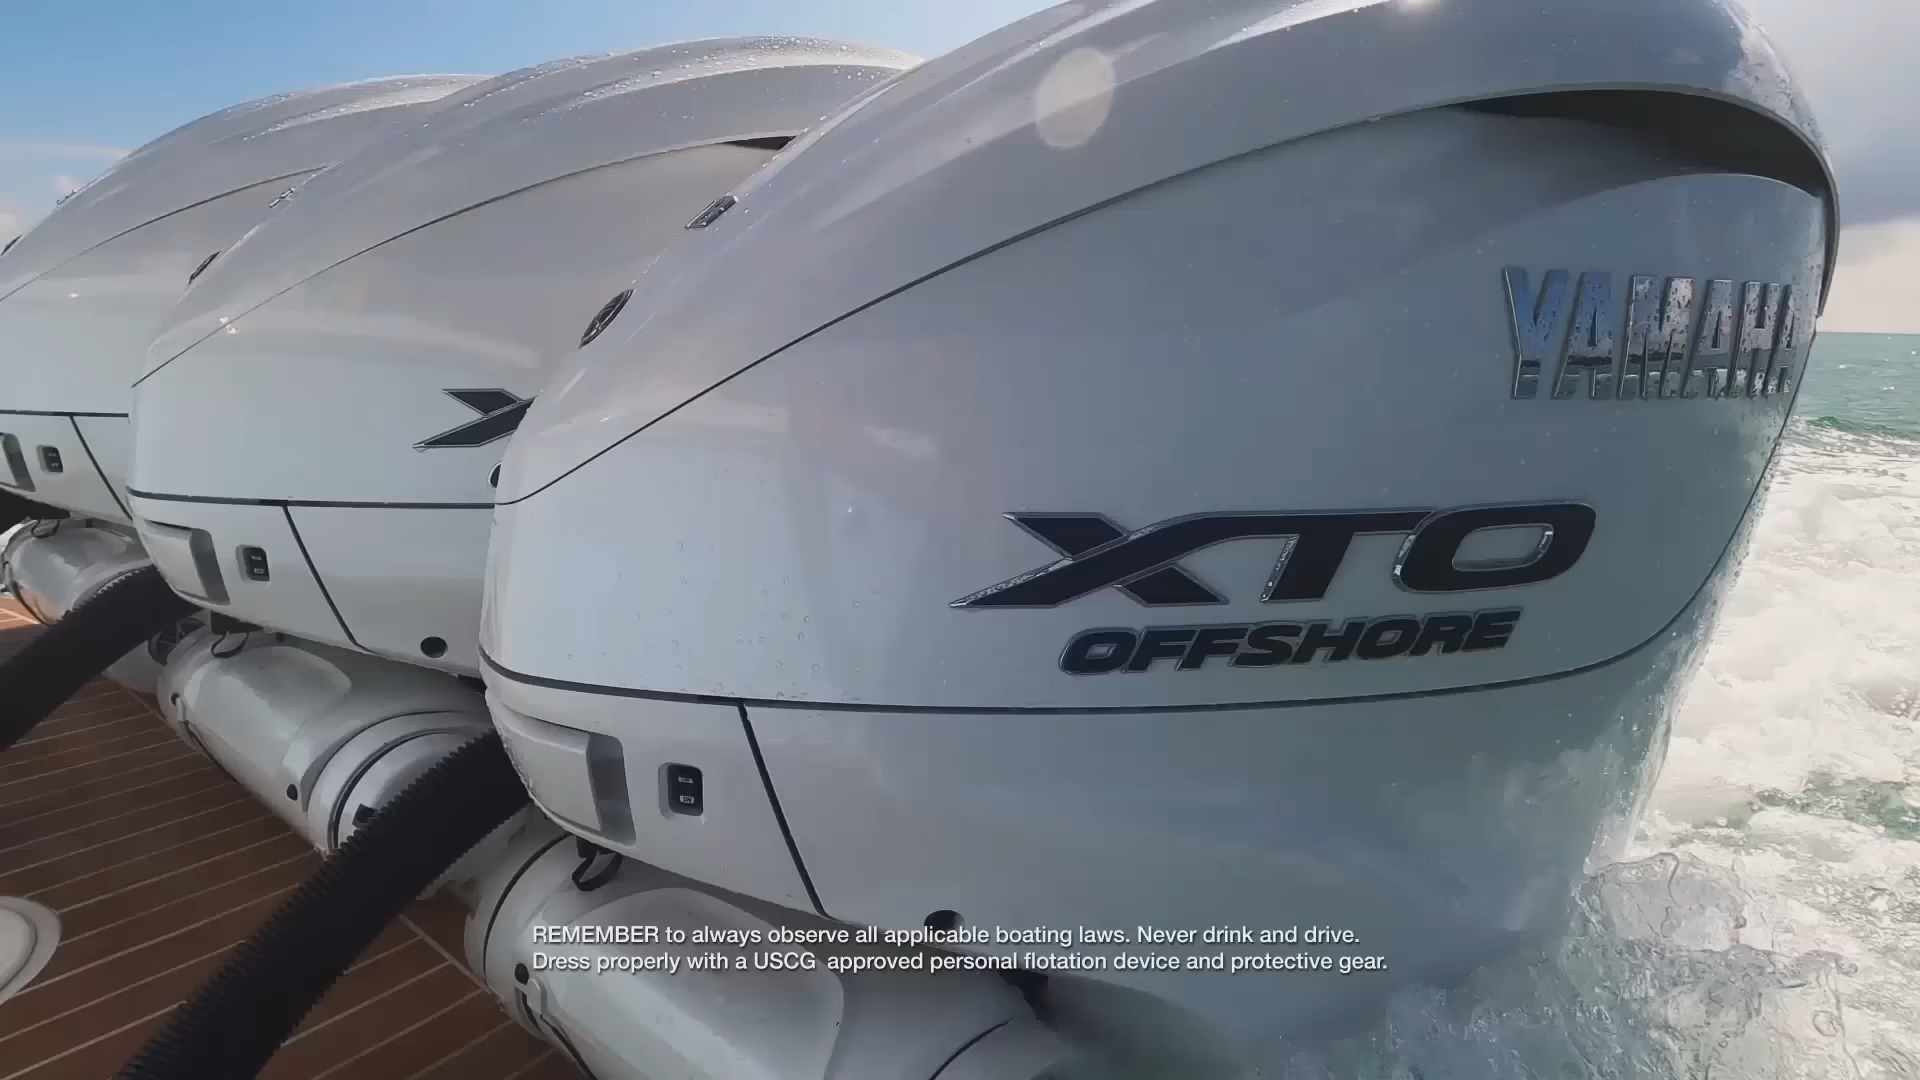 YAMAHA
X
XTO
OFFSHORE
REMEMBER to always observe all applicable boating laws. Never drink and drive.
Dress properly with a USCG approved personal flotation device and protective gear.